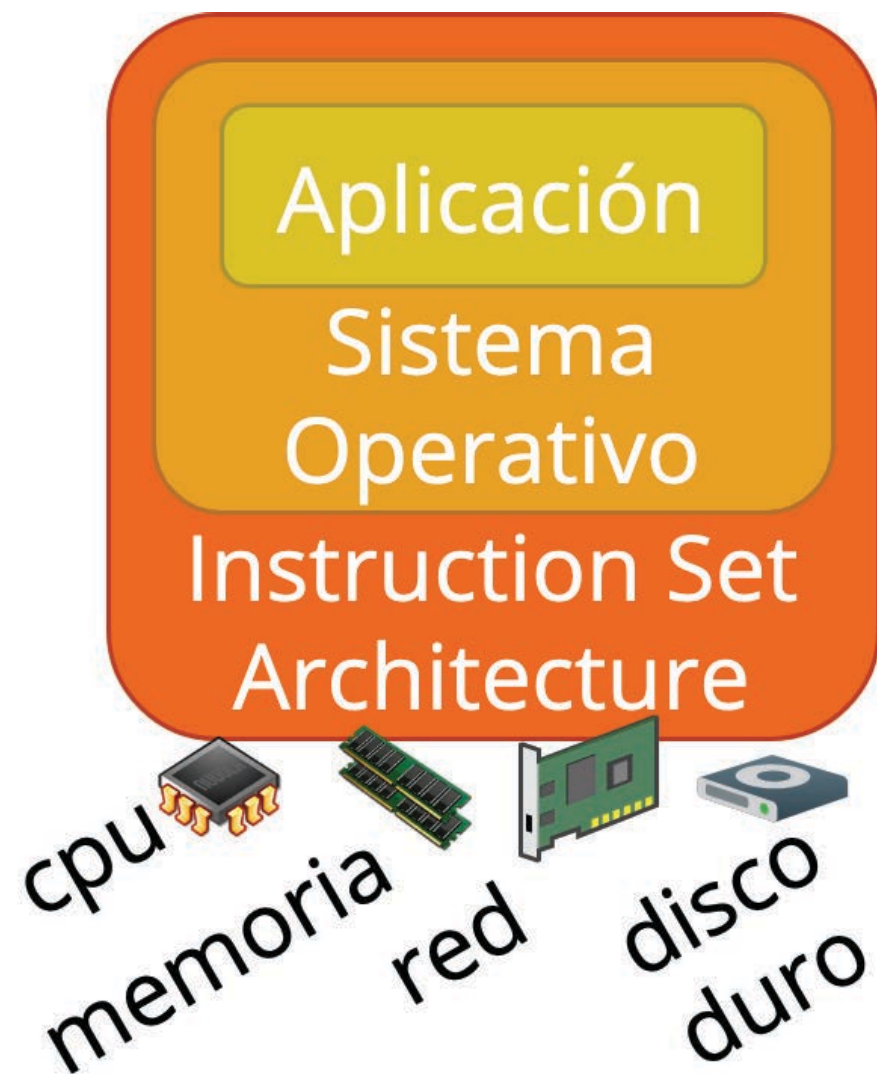 Aplicación
Sistema
Operativo
Instruction Set
Architecture
cpu
memoria
red
disco
duro